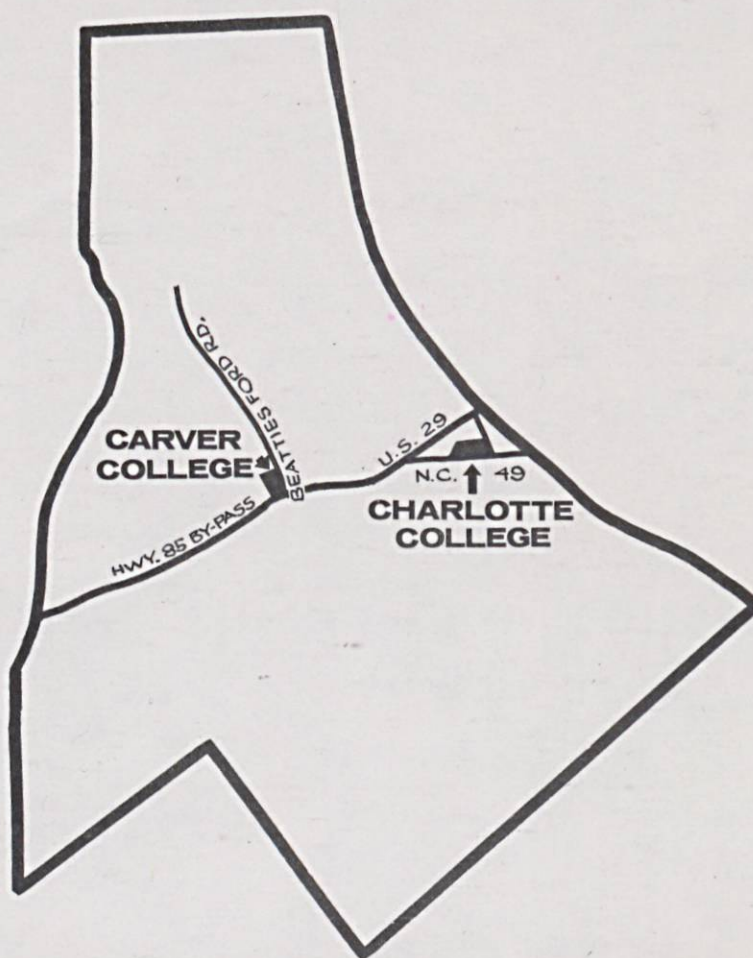 BEATTIES FORD RD.
CARVER
COLLEGE
U.S. 29
N.C. 49
CHARLOTTE
COLLEGE
HWY. 85 BY-PASS